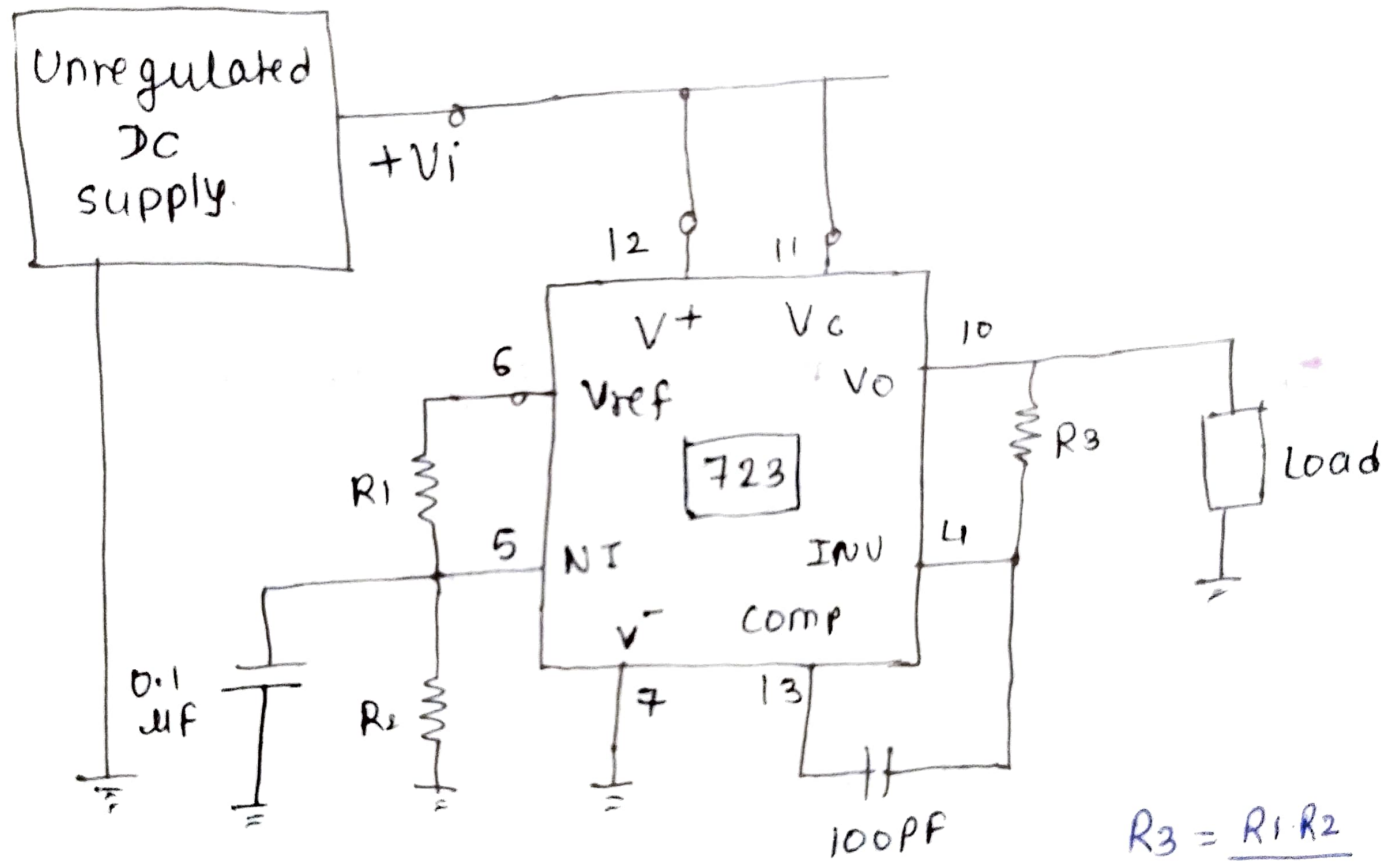 Unregulated
DC
supply.
+Vi
12
11
V+
Vc
10
6
Vref
VO
R1
723
R3
Load
5
NI
INV
4
V-
Comp
0.1
µf
R2
7
13
100PF
R3 = R1.R2